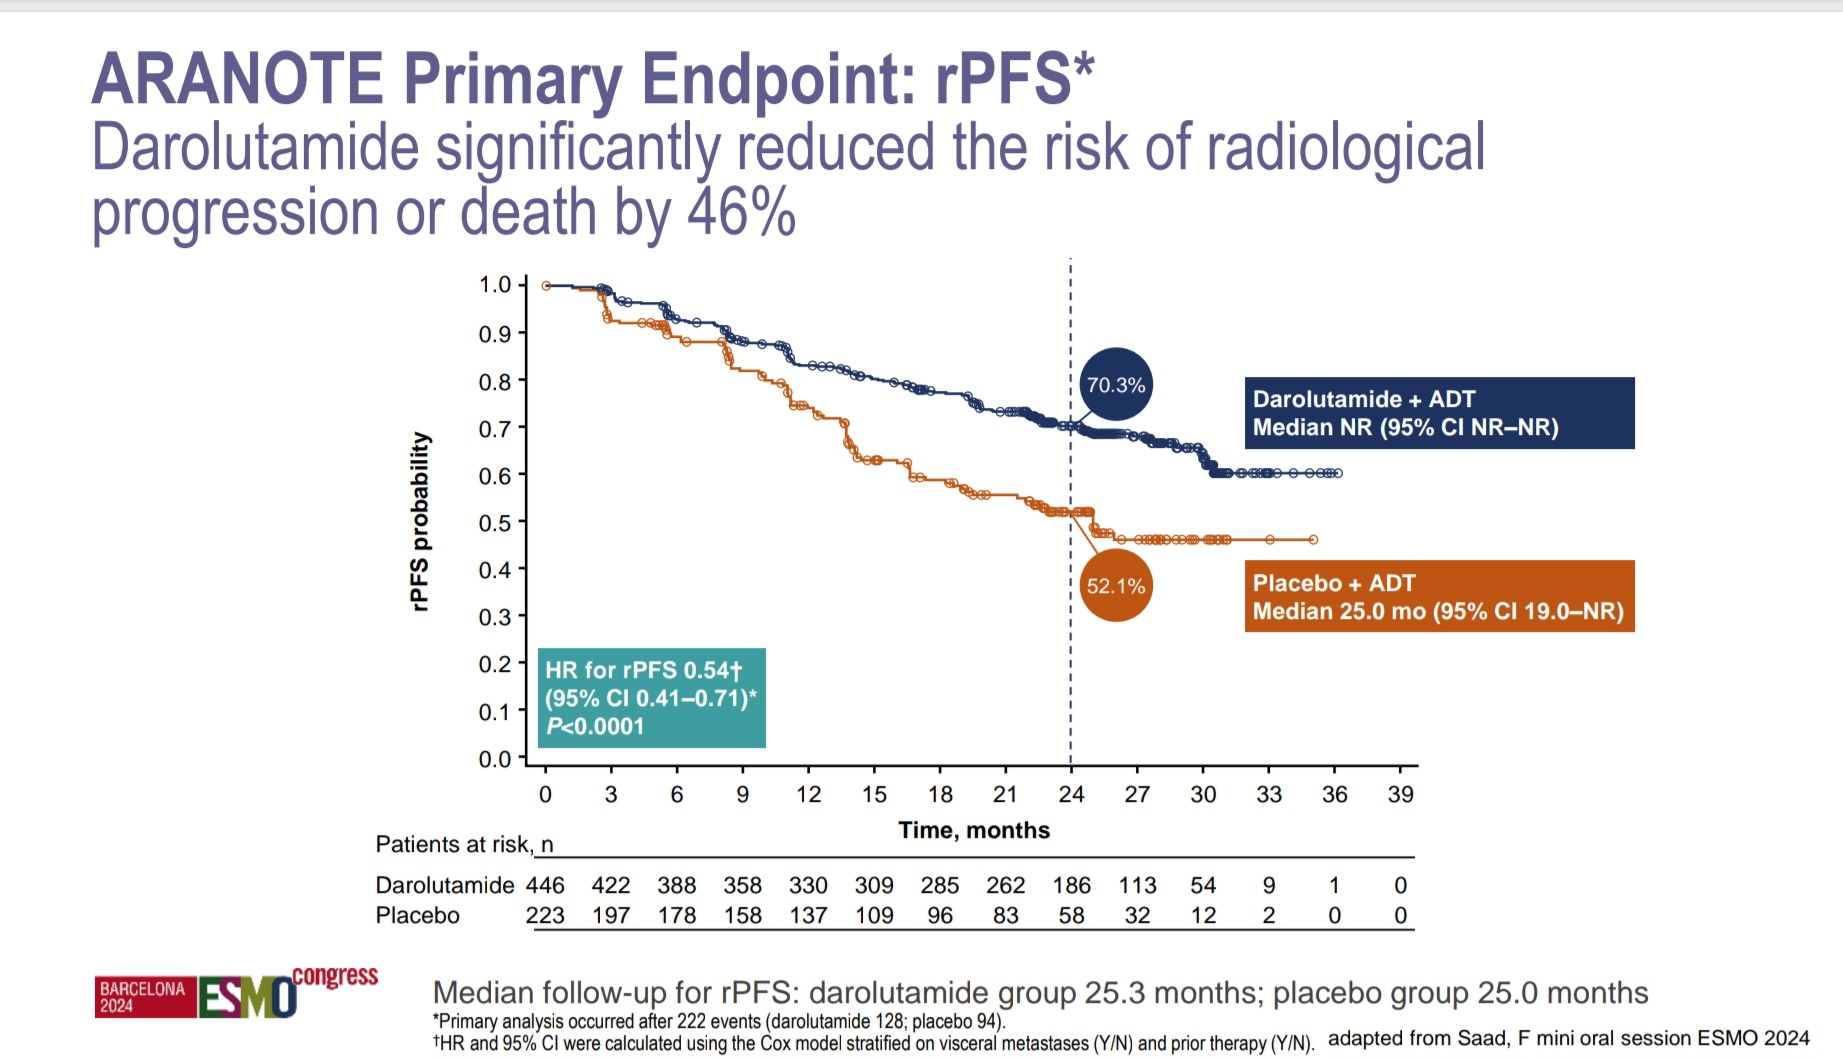 ARANOTE Primary Endpoint: rPFS*
Darolutamide significantly reduced the risk of radiological
progression or death by 46%
1.0
0.9
0.8
0.7
0.6
0.5
0.4
0.3
0.2
0.1
0.0
rPFS probability
70.3%
52.1%
Darolutamide + ADT
Median NR (95% CI NR–NR)
Placebo + ADT
Median 25.0 mo (95% CI 19.0–NR)
HR for rPFS 0.54†
(95% CI 0.41–0.71)*
P<0.0001
0 3 6 9 12 15 18 21 24 27 30 33 36 39
Time, months
Patients at risk, n
Darolutamide 446 422 388 358 330 309 285 262 186 113 54 9 1 0
Placebo 223 197 178 158 137 109 96 83 58 32 12 2 0 0
BARCELONA
2024
ESMO congress
Median follow-up for rPFS: darolutamide group 25.3 months; placebo group 25.0 months
*Primary analysis occurred after 222 events (darolutamide 128; placebo 94).
†HR and 95% CI were calculated using the Cox model stratified on visceral metastases (Y/N) and prior therapy (Y/N).
adapted from Saad, F mini oral session ESMO 2024